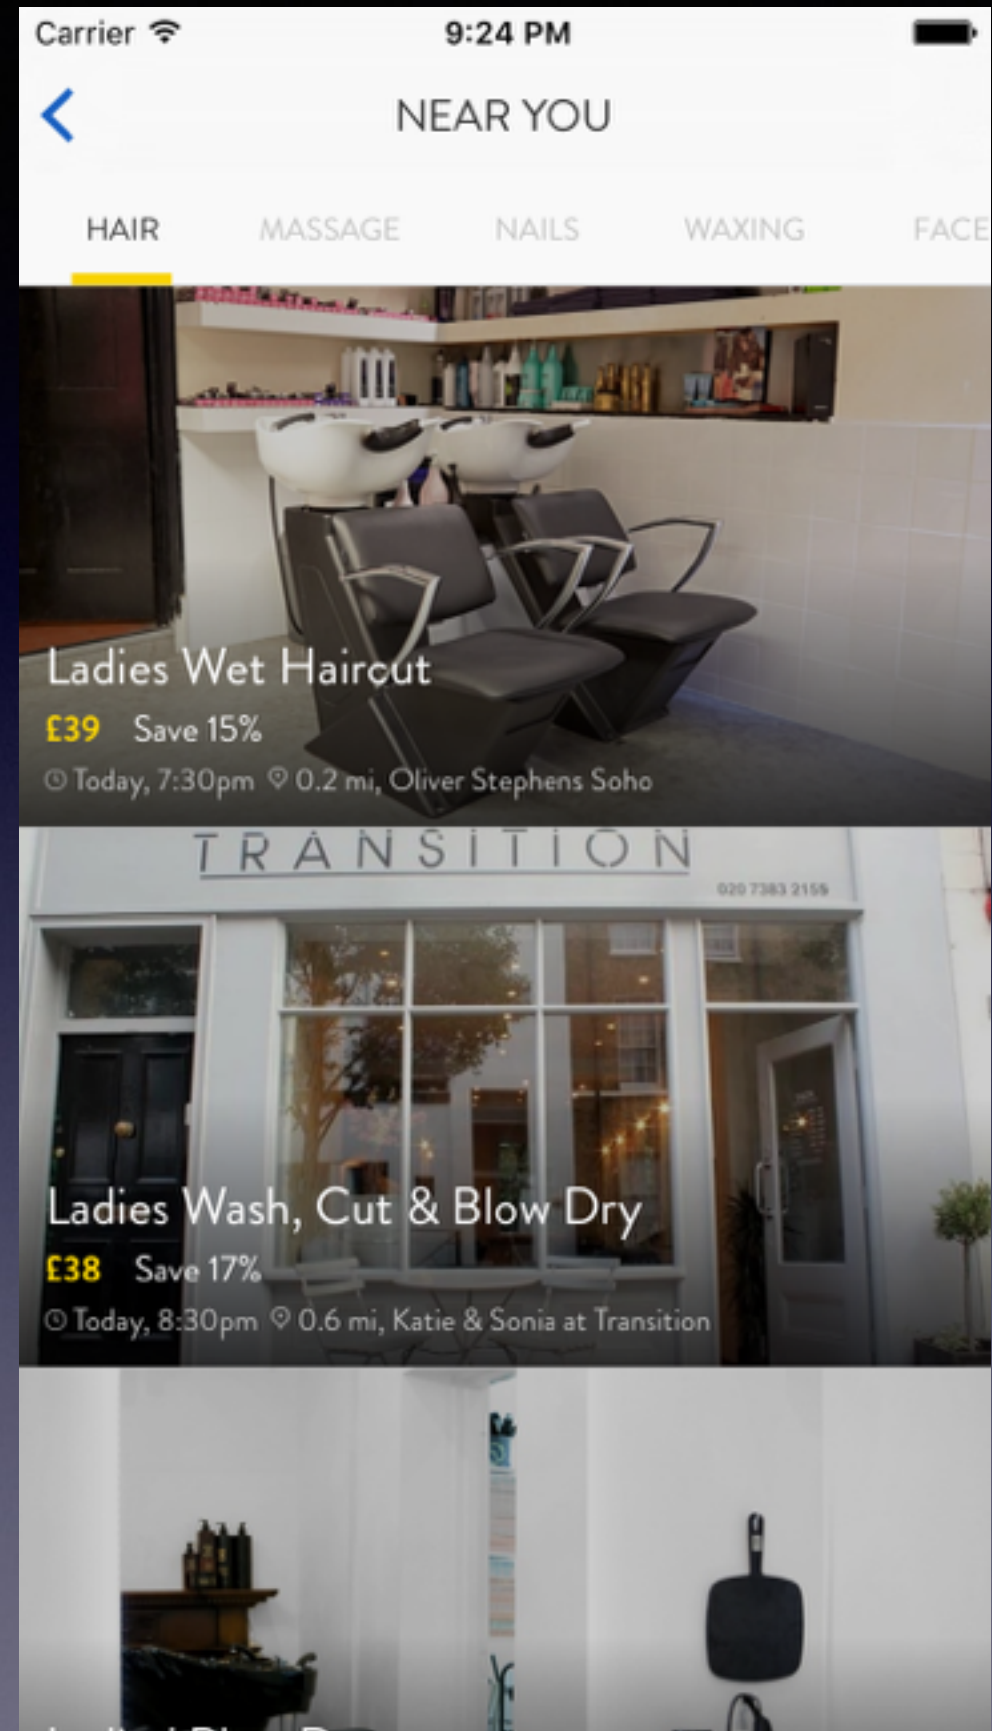 Carrier 9:24 PM
NEAR YOU
HAIR MASSAGE NAILS WAXING FACE
Ladies Wet Haircut
£39 Save 15%
Today, 7:30pm 0.2 mi, Oliver Stephens Soho
TRANSITION
020 7383 2159
Ladies Wash, Cut & Blow Dry
£38 Save 17%
Today, 8:30pm 0.6 mi, Katie & Sonia at Transition